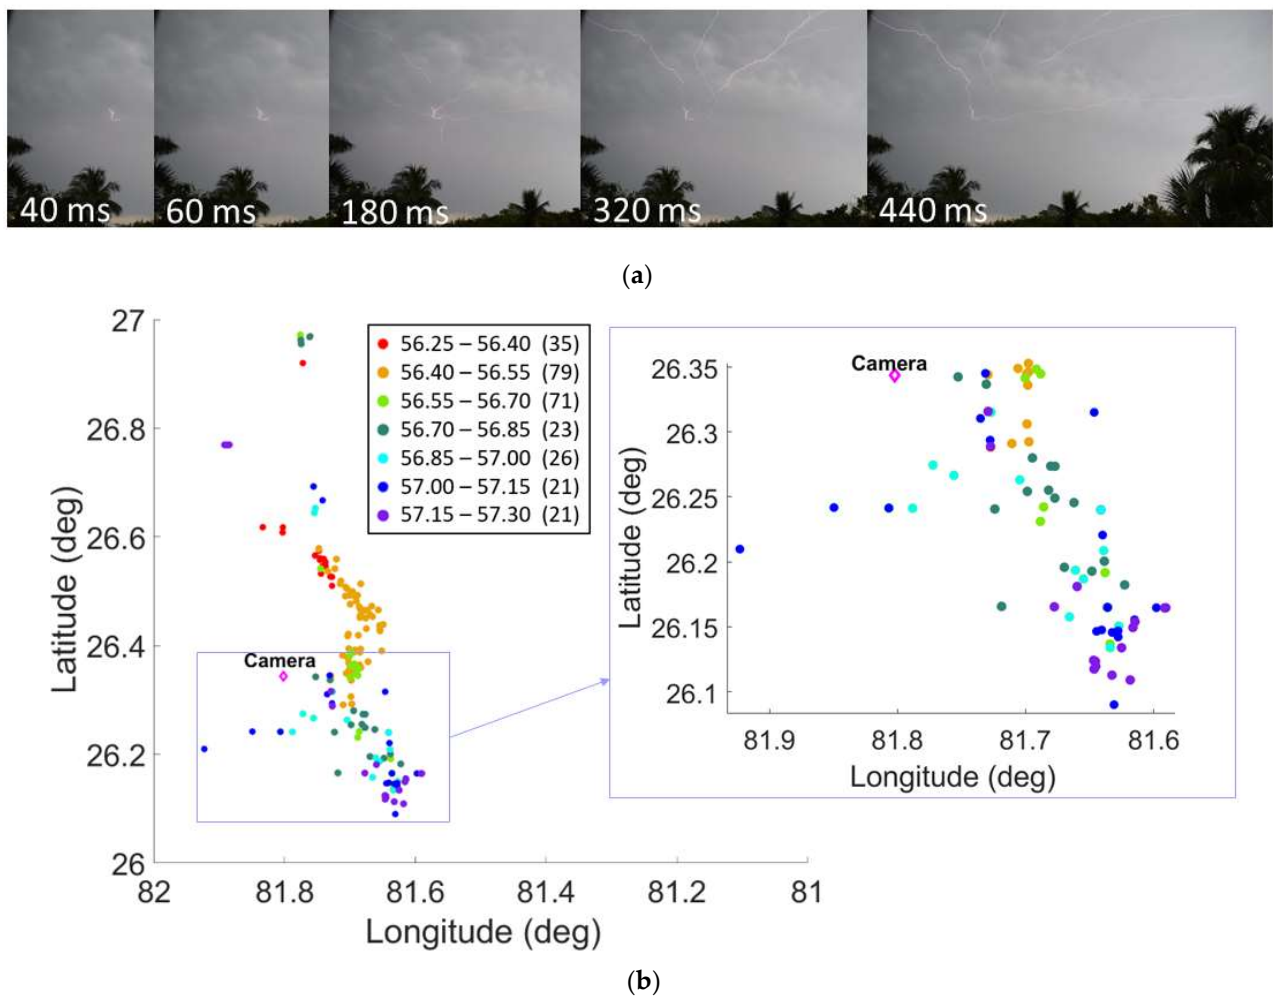 40 ms 60 ms 180 ms 320 ms 440 ms
(a)
27
26.8
26.6
26.4
26.2
26
Latitude (deg)
82 81.8 81.6 81.4 81.2 81
Longitude (deg)
Camera
56.25 – 56.40 (35)
56.40 – 56.55 (79)
56.55 – 56.70 (71)
56.70 – 56.85 (23)
56.85 – 57.00 (26)
57.00 – 57.15 (21)
57.15 – 57.30 (21)
Camera
26.35
26.3
26.25
26.2
26.15
26.1
Latitude (deg)
81.9 81.8 81.7 81.6
Longitude (deg)
(b)